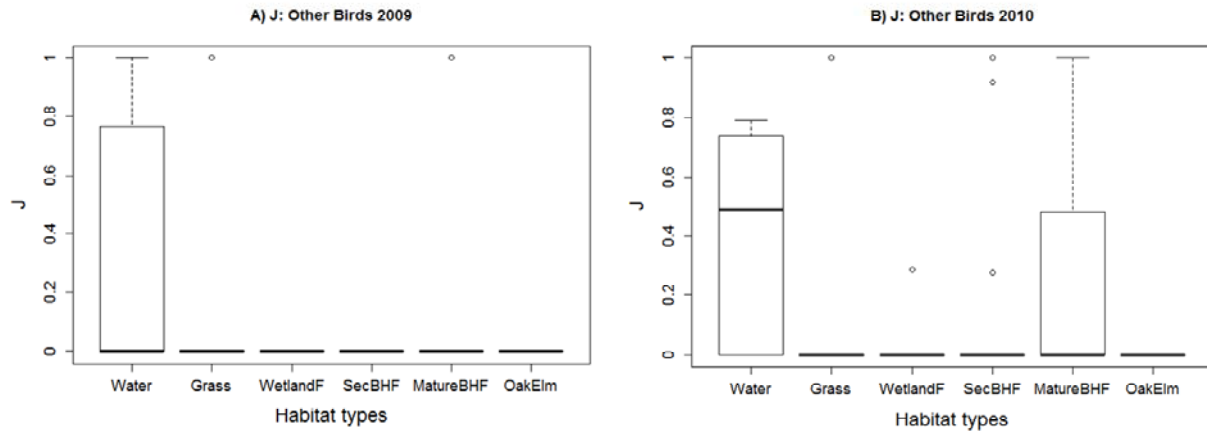 A) J: Other Birds 2009
1
0.8
0.6
0.4
0.2
0
J
Water Grass WetlandF SecBHF MatureBHF OakElm
Habitat types
B) J: Other Birds 2010
1
0.8
0.6
0.4
0.2
0
J
Water Grass WetlandF SecBHF MatureBHF OakElm
Habitat types